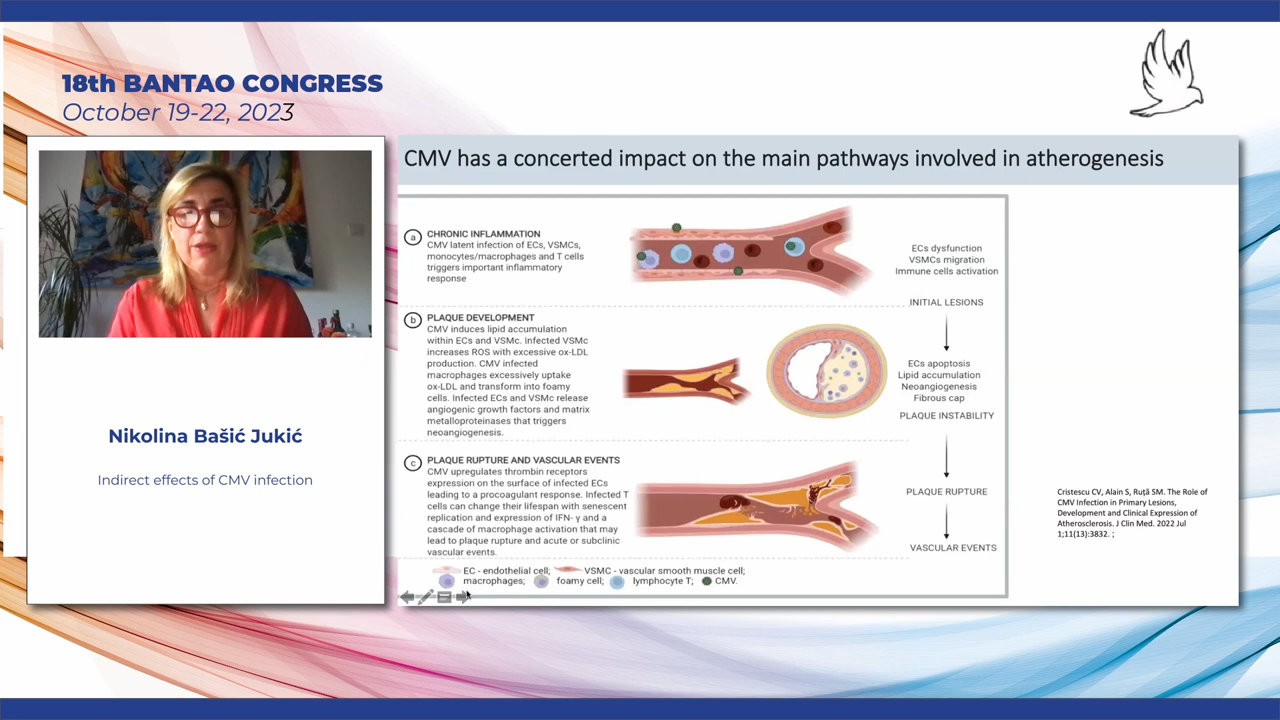 18th BANTAO CONGRESS
October 19-22, 2023
Nikolina Bašić Jukić
Indirect effects of CMV infection
CMV has a concerted impact on the main pathways involved in atherogenesis
a
CHRONIC INFLAMMATION
CMV latent infection of ECs, VSMCs,
monocytes/macrophages and T cells
triggers important inflammatory
response
ECs dysfunction
VSMCs migration
Immune cells activation
INITIAL LESIONS
b
PLAQUE DEVELOPMENT
CMV induces lipid accumulation
within ECs and VSMc. Infected VSMc
increases ROS with excessive ox-LDL
production. CMV infected
macrophages excessively uptake
ox-LDL and transform into foamy
cells. Infected ECs and VSMc release
angiogenic growth factors and matrix
metalloproteinases that triggers
neoangiogenesis.
ECs apoptosis
Lipid accumulation
Neoangiogenesis
Fibrous cap
PLAQUE INSTABILITY
c
PLAQUE RUPTURE AND VASCULAR EVENTS
CMV upregulates thrombin receptors
expression on the surface of infected ECs
leading to a procoagulant response. Infected T
cells can change their lifespan with senescent
replication and expression of IFN- γ and a
cascade of macrophage activation that may
lead to plaque rupture and acute or subclinic
vascular events.
PLAQUE RUPTURE
VASCULAR EVENTS
EC - endothelial cell; VSMC - vascular smooth muscle cell;
macrophages; foamy cell; lymphocyte T; CMV.
Cristescu CV, Alain S, Ruță SM. The Role of
CMV Infection in Primary Lesions,
Development and Clinical Expression of
Atherosclerosis. J Clin Med. 2022 Jul
1;11(13):3832. ;